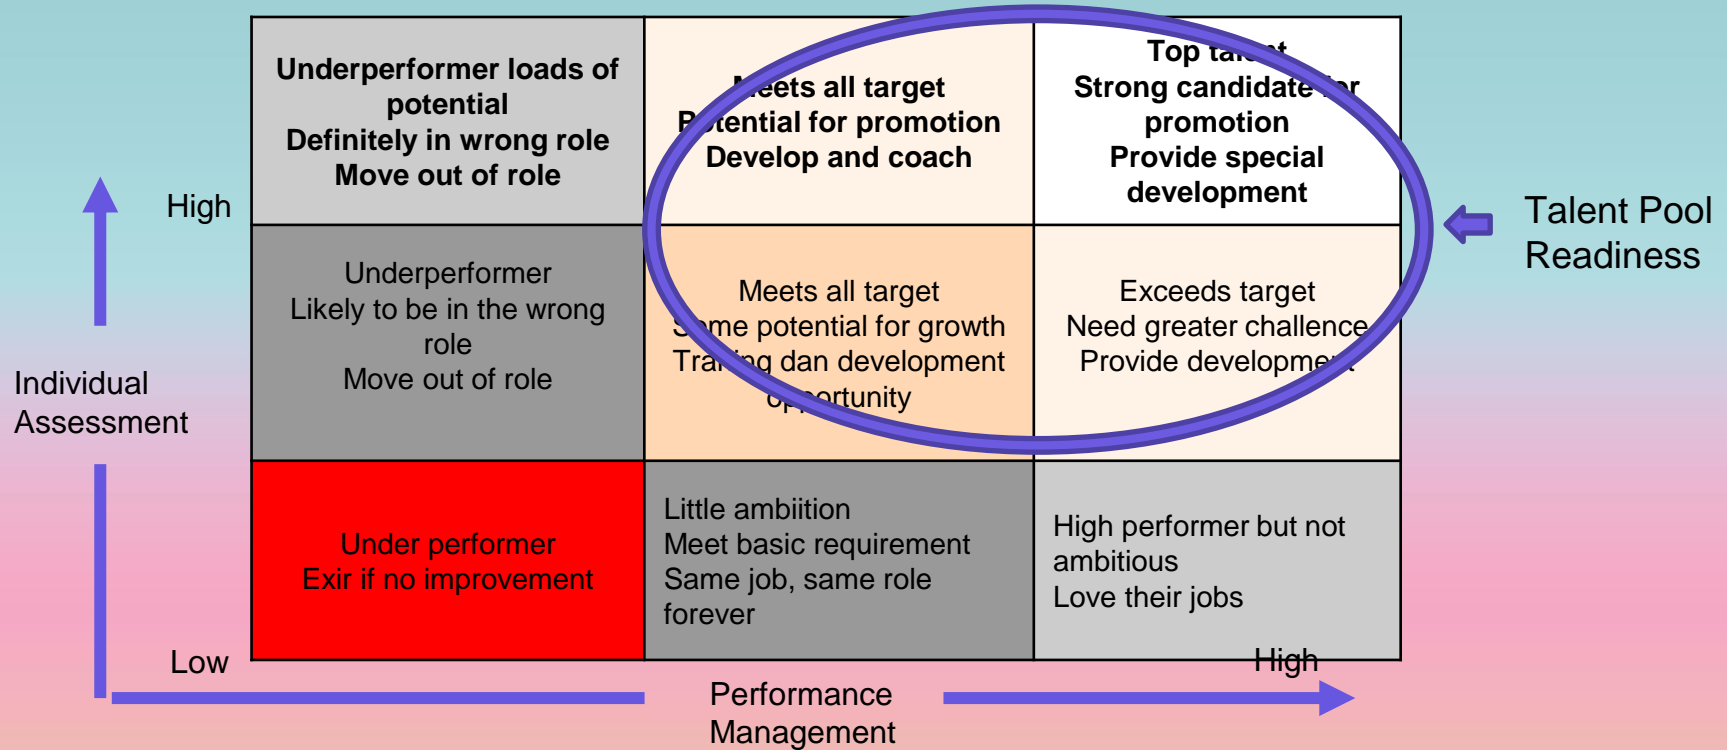 Underperformer loads of
potential
Definitely in wrong role
Move out of role
Meets all target
Potential for promotion
Develop and coach
Top talent
Strong candidate for
promotion
Provide special
development
High
Talent Pool
Readiness
Underperformer
Likely to be in the wrong
role
Move out of role
Meets all target
Some potential for growth
Traning dan development
opportunity
Exceeds target
Need greater challence
Provide development
Individual
Assessment
Under performer
Exir if no improvement
Little ambiition
Meet basic requirement
Same job, same role
forever
High performer but not
ambitious
Love their jobs
Low
High
Performance
Management